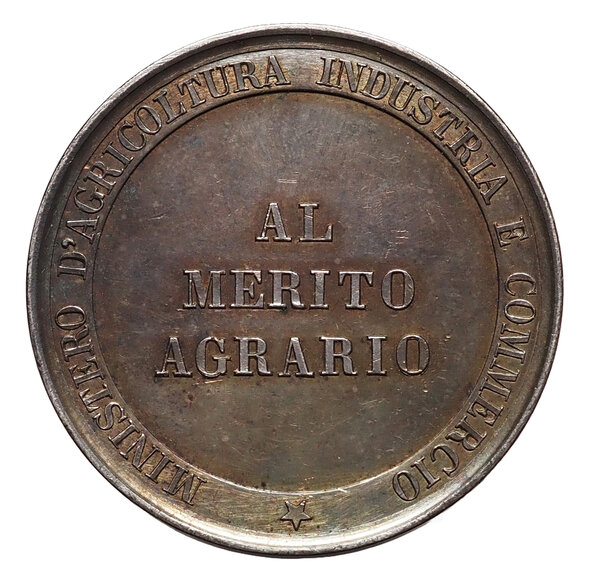 MINISTERO D'AGRICOLTURA INDUSTRIA E COMMERCIO
AL
MERITO
AGRARIO